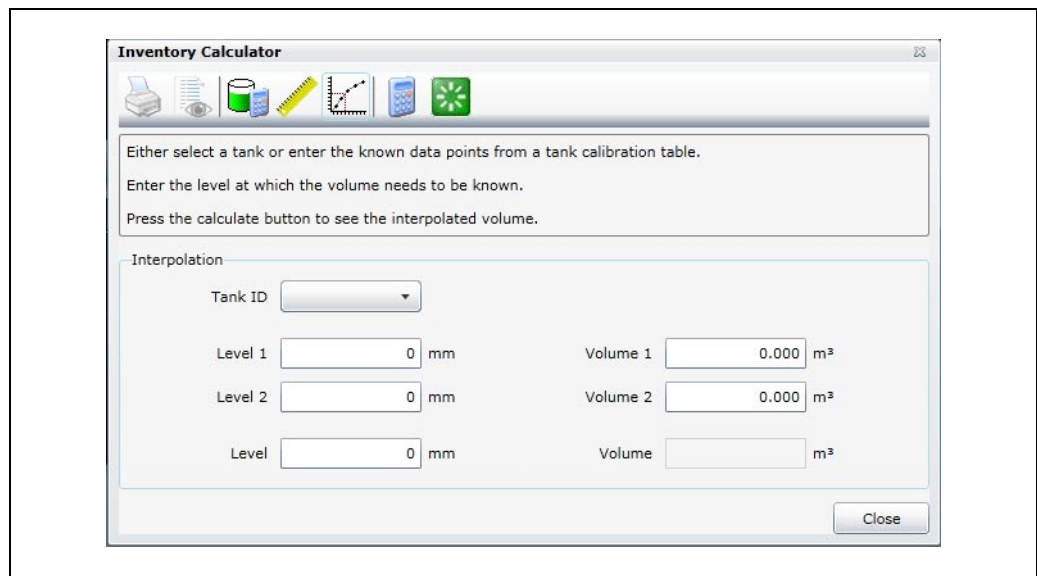 Inventory Calculator
Either select a tank or enter the known data points from a tank calibration table.
Enter the level at which the volume needs to be known.
Press the calculate button to see the interpolated volume.
Interpolation
Tank ID
Level 1 0 mm Volume 1 0.000 m³
Level 2 0 mm Volume 2 0.000 m³
Level 0 mm Volume m³
Close